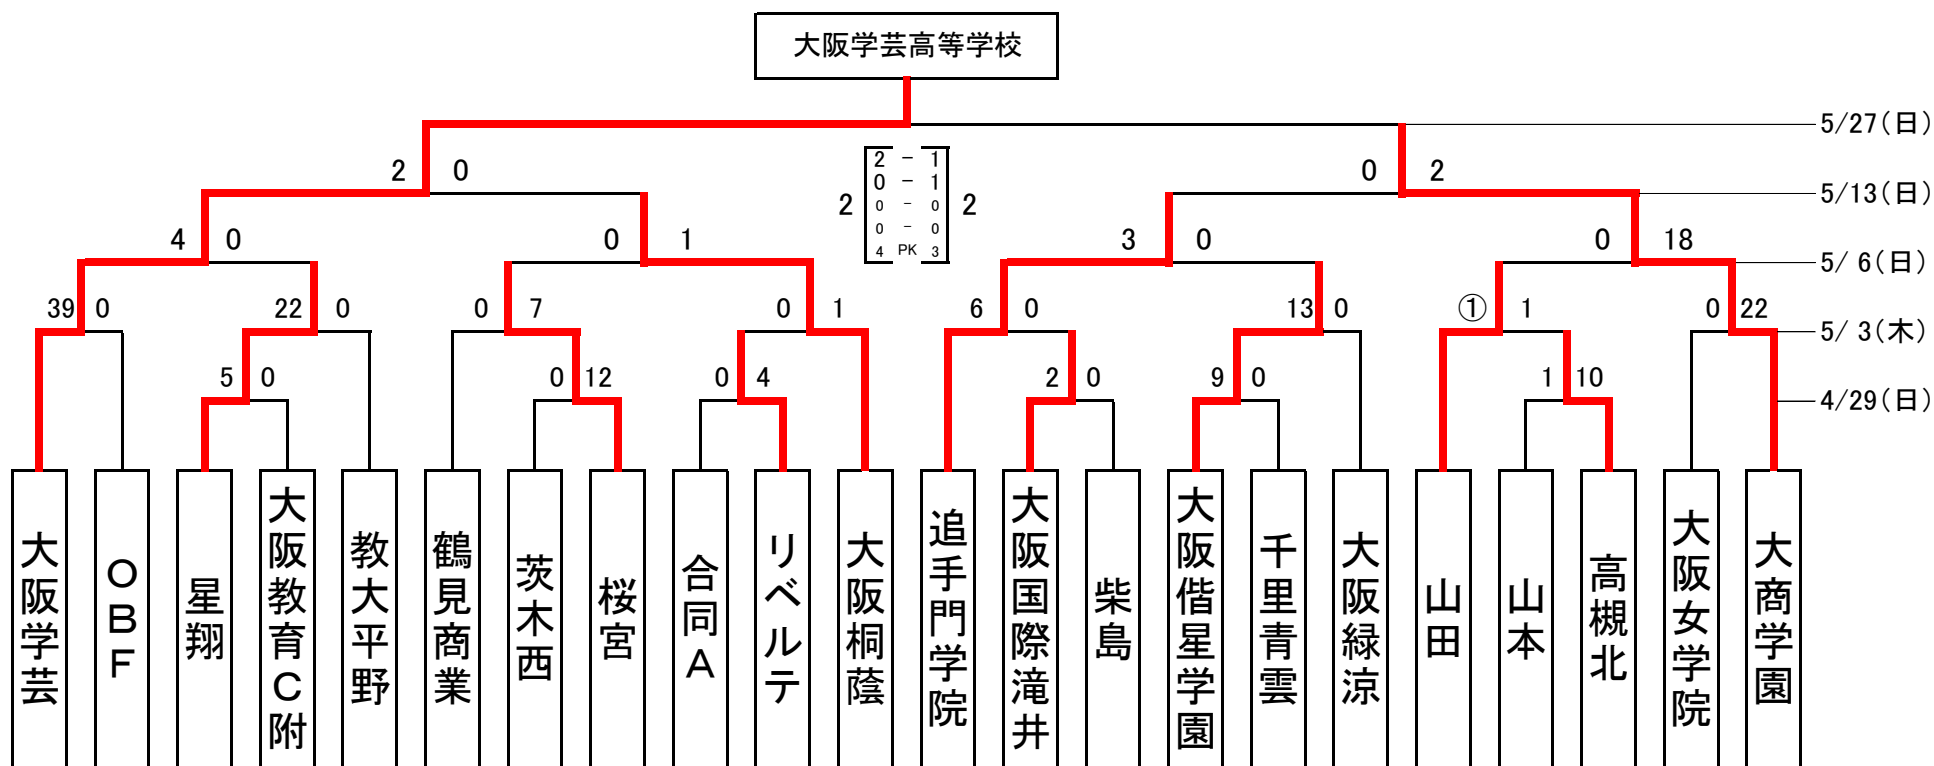 大阪学芸高等学校
5/27(日)
2 - 1
2 0
0 - 1
0 2
5/13(日)
2 0 - 0 2
0 - 0
4 0
0 1
4 PK 3
3 0
0 18
5/ 6(日)
39 0
22 0
0 7
0 1
6 0
13 0
① 1
0 22
5/ 3(木)
5 0
0 12
0 4
2 0
9 0
1 10
4/29(日)
大阪学芸
OBF
星翔
大阪教育C附
教大平野
鶴見商業
茨木西
桜宮
合同A
リベルテ
大阪桐蔭
追手門学院
大阪国際滝井
柴島
大阪偕星学園
千里青雲
大阪緑涼
山田
山本
高槻北
大阪女学院
大商学園